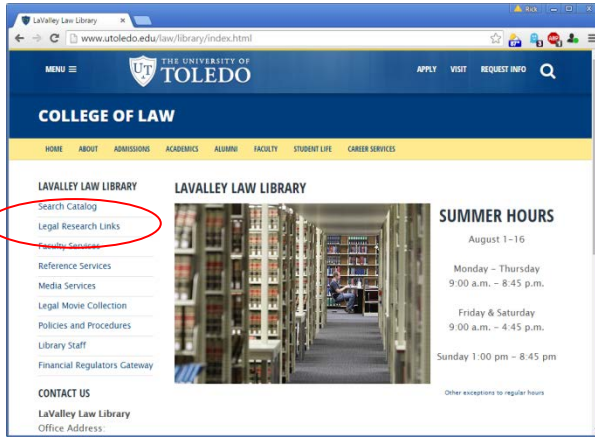 LaValley Law Library
Rick
www.utoledo.edu/law/library/index.html
MENU
UT
THE UNIVERSITY OF
TOLEDO
APPLY VISIT REQUEST INFO
COLLEGE OF LAW
HOME ABOUT ADMISSIONS ACADEMICS ALUMNI FACULTY STUDENT LIFE CAREER SERVICES
LAVALLEY LAW LIBRARY
Search Catalog
Legal Research Links
Faculty Services
Reference Services
Media Services
Legal Movie Collection
Policies and Procedures
Library Staff
Financial Regulators Gateway
CONTACT US
LaValley Law Library
Office Address:
LAVALLEY LAW LIBRARY
SUMMER HOURS
August 1–16
Monday – Thursday
9:00 a.m. – 8:45 p.m.
Friday & Saturday
9:00 a.m. – 4:45 p.m.
Sunday 1:00 pm – 8:45 pm
Other exceptions to regular hours